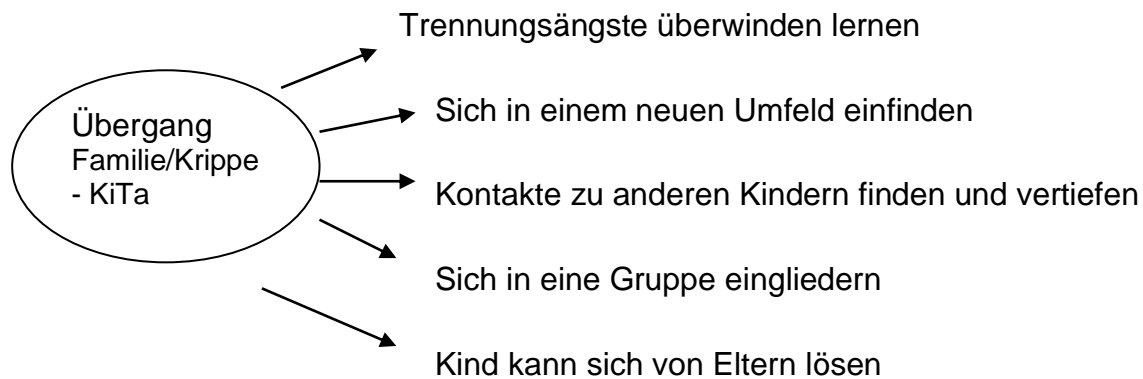 Trennungsängste überwinden lernen
Übergang
Familie/Krippe
- KiTa
Sich in einem neuen Umfeld einfinden
Kontakte zu anderen Kindern finden und vertiefen
Sich in eine Gruppe eingliedern
Kind kann sich von Eltern lösen